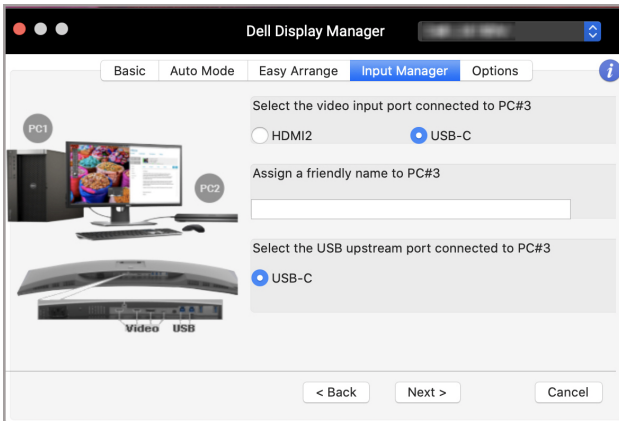 Dell Display Manager
Basic Auto Mode Easy Arrange Input Manager Options i
Select the video input port connected to PC#3
HDMI2 USB-C
Assign a friendly name to PC#3
Select the USB upstream port connected to PC#3
USB-C
PC1
PC2
Video USB
< Back Next > Cancel